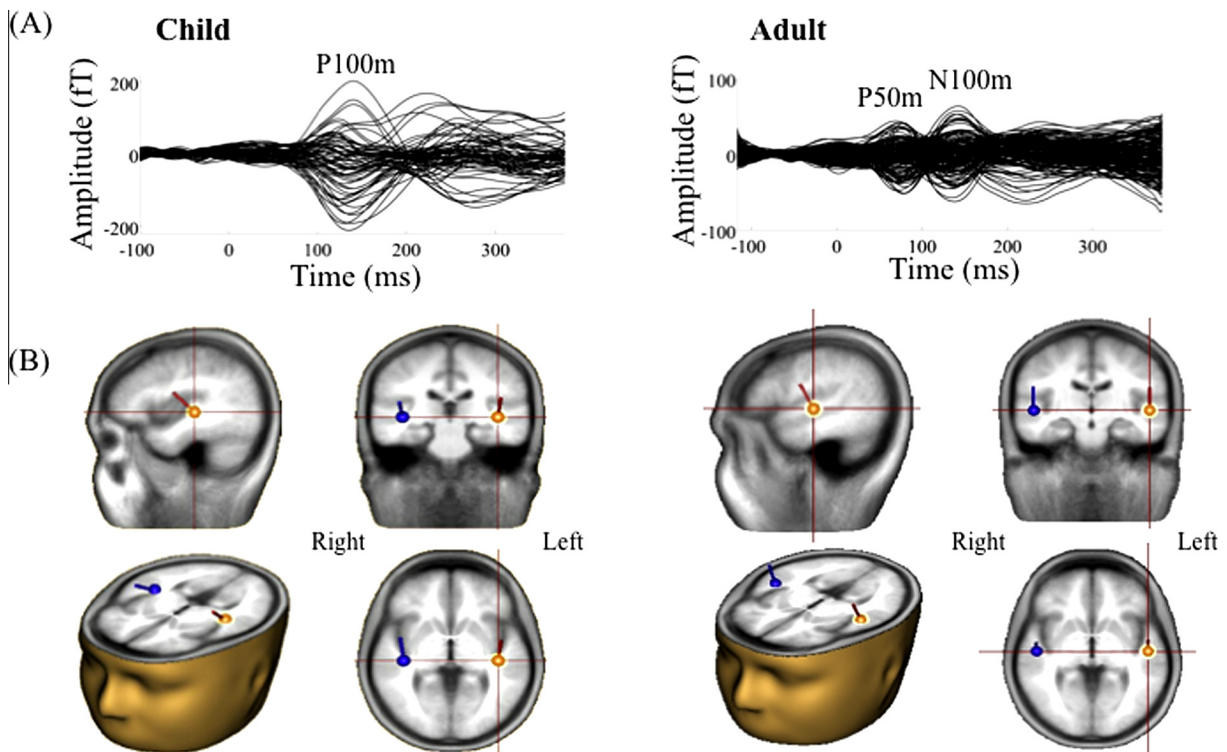 (A)
Child
P100m
Amplitude (fT)
200
0
-200
-100 0 100 200 300
Time (ms)
Adult
P50m
N100m
Amplitude (fT)
100
0
-100
-100 0 100 200 300
Time (ms)
(B)
Right Left
Right Left